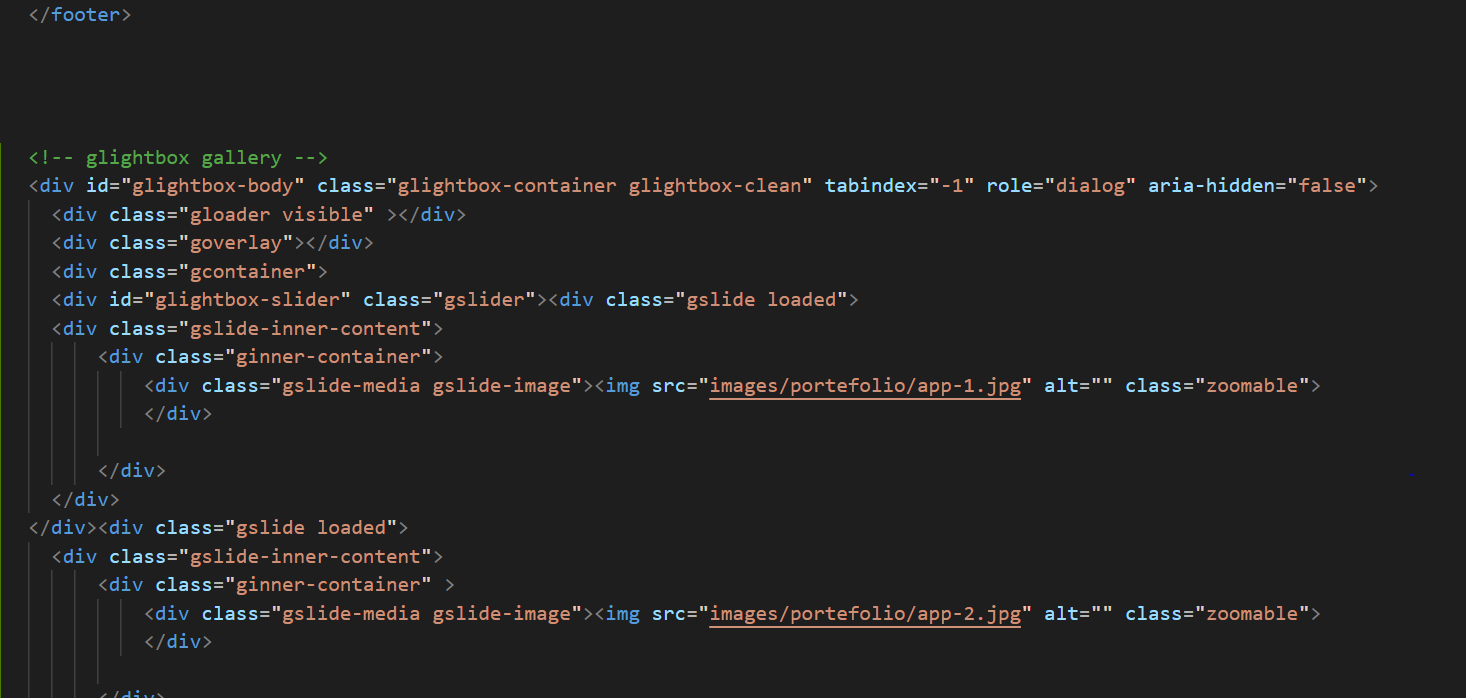 </footer>
<!-- glightbox gallery -->
<div id="glightbox-body" class="glightbox-container glightbox-clean" tabindex="-1" role="dialog" aria-hidden="false">
<div class="gloader visible" ></div>
<div class="goverlay"></div>
<div class="gcontainer">
<div id="glightbox-slider" class="gslider"><div class="gslide loaded">
<div class="gslide-inner-content">
<div class="ginner-container">
<div class="gslide-media gslide-image"><img src="images/portefolio/app-1.jpg" alt="" class="zoomable">
</div>
</div>
</div>
</div><div class="gslide loaded">
<div class="gslide-inner-content">
<div class="ginner-container" >
<div class="gslide-media gslide-image"><img src="images/portefolio/app-2.jpg" alt="" class="zoomable">
</div>
</div>